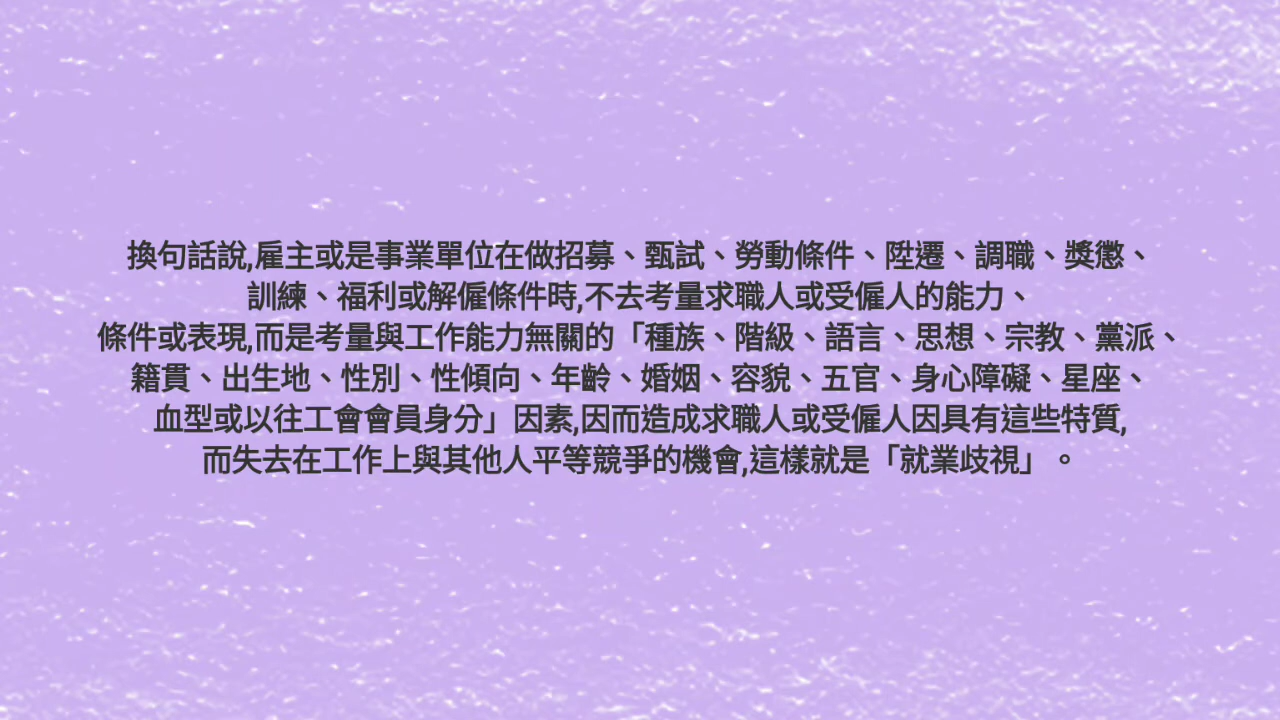 換句話說,雇主或是事業單位在做招募、甄試、勞動條件、陞遷、調職、獎懲、
訓練、福利或解僱條件時,不去考量求職人或受僱人的能力、
條件或表現,而是考量與工作能力無關的「種族、階級、語言、思想、宗教、黨派、
籍貫、出生地、性別、性傾向、年齡、婚姻、容貌、五官、身心障礙、星座、
血型或以往工會會員身分」因素,因而造成求職人或受僱人因具有這些特質,
而失去在工作上與其他人平等競爭的機會,這樣就是「就業歧視」。